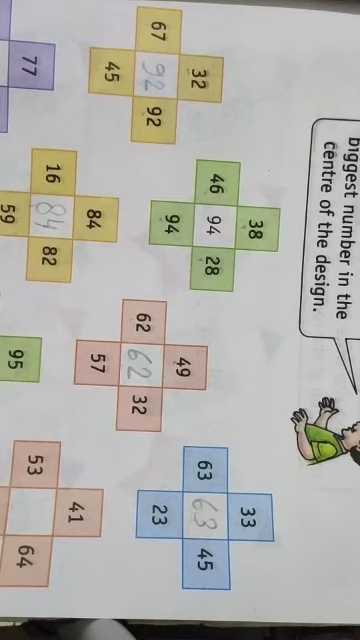 biggest number in the
centre of the design.
38
46 94 28
94
33
63 63 45
23
32
67 92 92
45
49
62 62 32
57
77
84
16 84 82
59
95
41
53 64